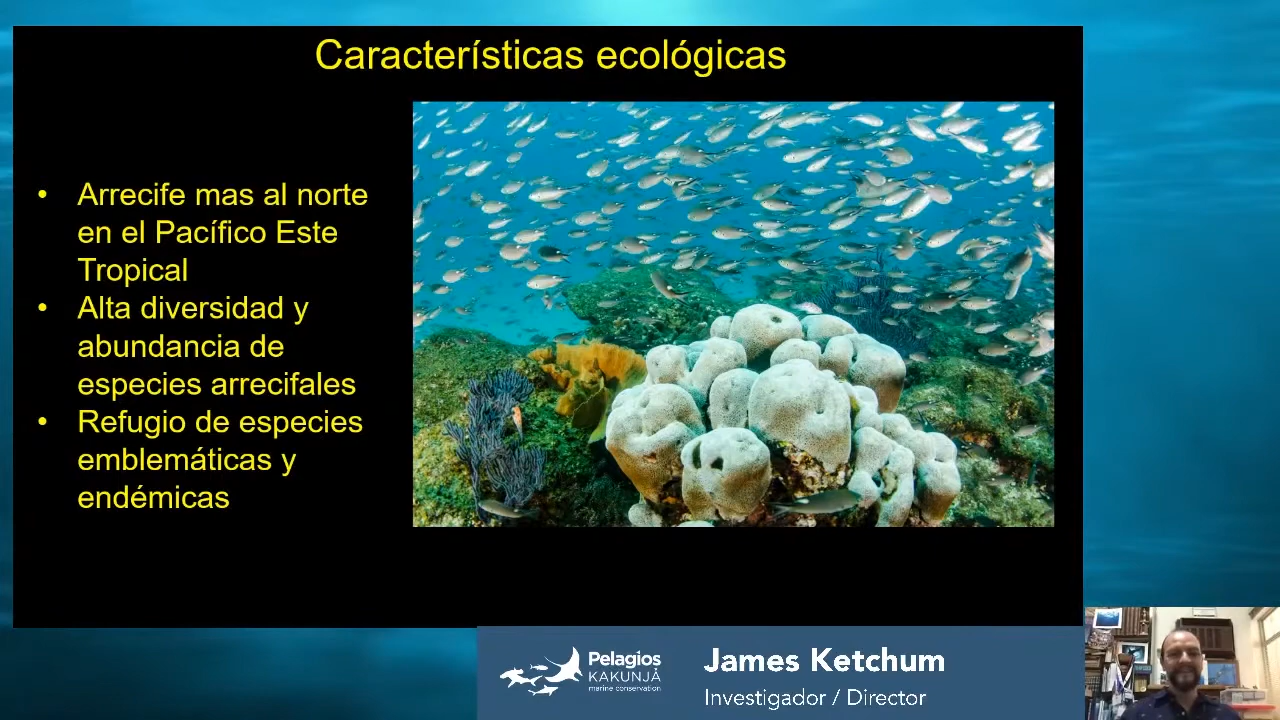 Características ecológicas
• Arrecife mas al norte
en el Pacífico Este
Tropical
• Alta diversidad y
abundancia de
especies arrecifales
• Refugio de especies
emblemáticas y
endémicas
Pelagios
KAKUNJÁ
marine conservation
James Ketchum
Investigador / Director